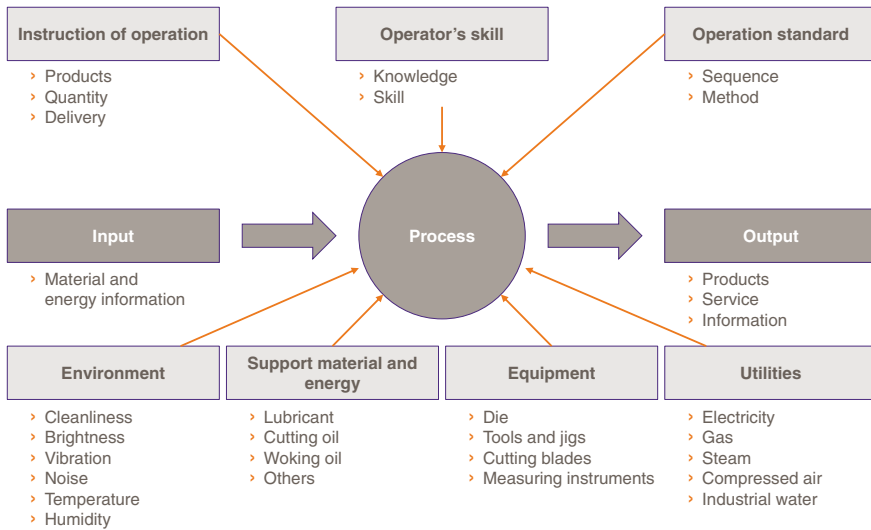 Instruction of operation
› Products
› Quantity
› Delivery
Operator’s skill
› Knowledge
› Skill
Operation standard
› Sequence
› Method
Input
› Material and
energy information
Process
Output
› Products
› Service
› Information
Environment
› Cleanliness
› Brightness
› Vibration
› Noise
› Temperature
› Humidity
Support material and
energy
› Lubricant
› Cutting oil
› Woking oil
› Others
Equipment
› Die
› Tools and jigs
› Cutting blades
› Measuring instruments
Utilities
› Electricity
› Gas
› Steam
› Compressed air
› Industrial water